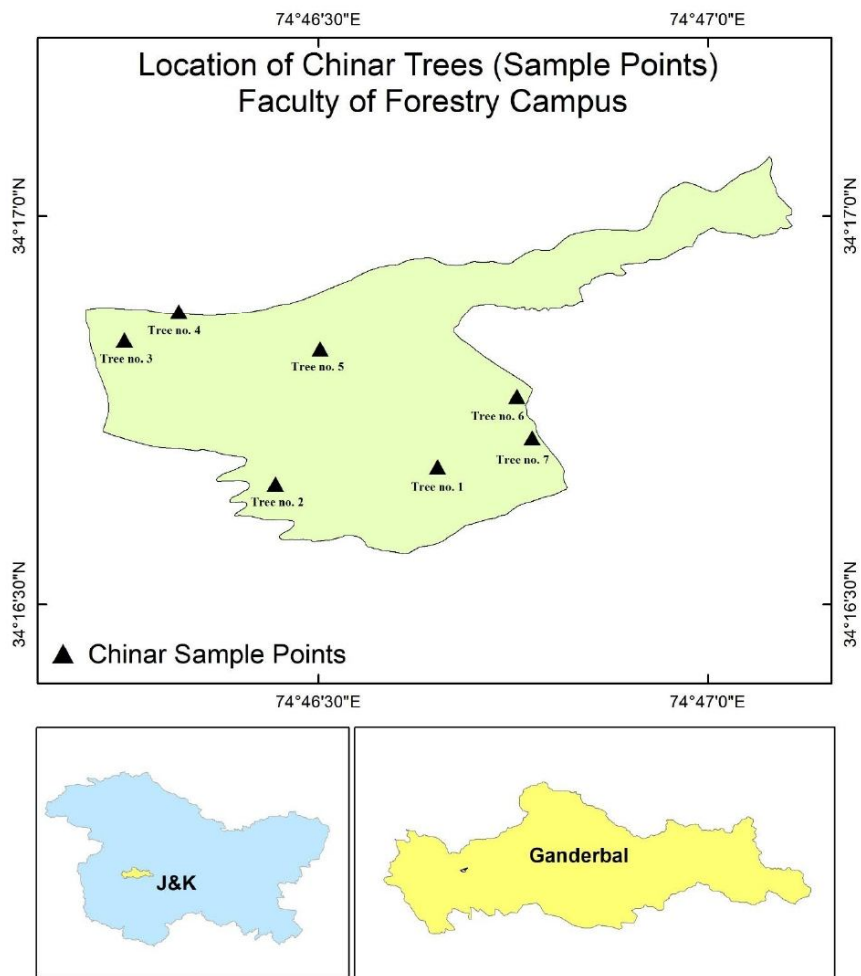 74°46'30"E
74°47'0"E
Location of Chinar Trees (Sample Points)
Faculty of Forestry Campus
34°17'0"N
34°17'0"N
Tree no. 4
Tree no. 3
Tree no. 5
Tree no. 6
Tree no. 7
Tree no. 1
Tree no. 2
34°16'30"N
34°16'30"N
Chinar Sample Points
74°46'30"E
74°47'0"E
J&K
Ganderbal